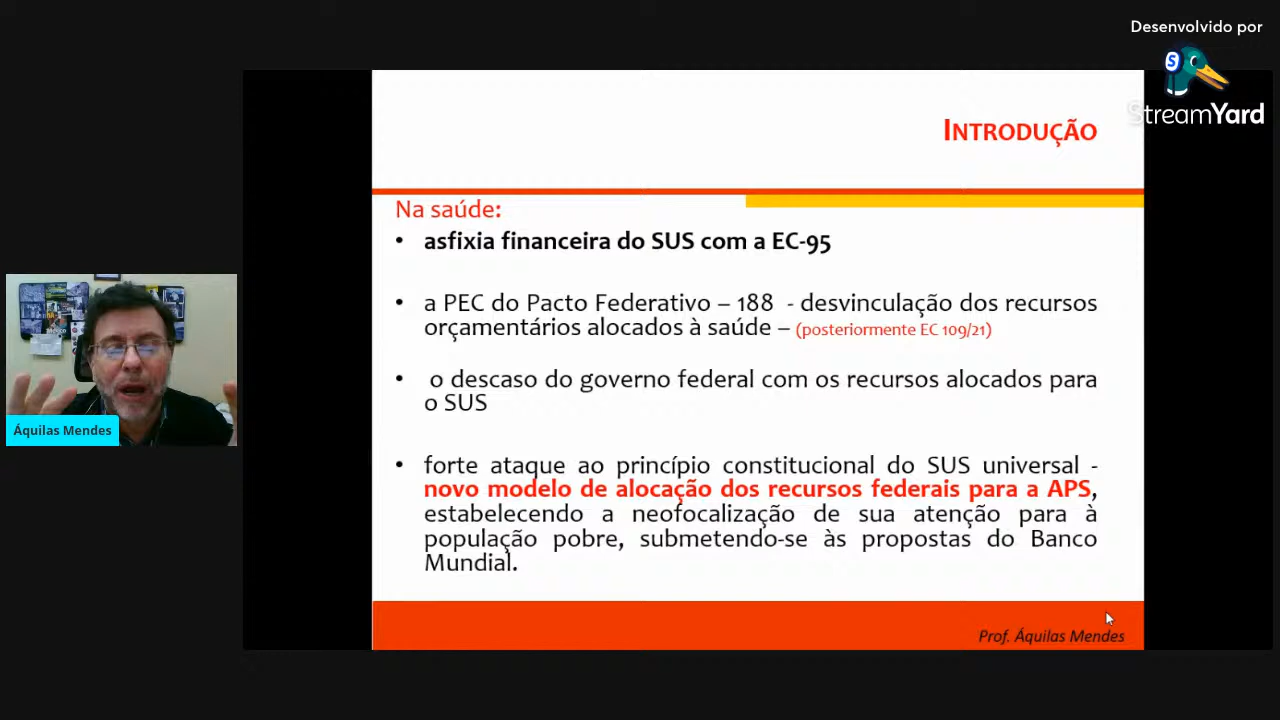 Desenvolvido por
StreamYard
INTRODUÇÃO
Na saúde:
• asfixia financeira do SUS com a EC-95
• a PEC do Pacto Federativo – 188 - desvinculação dos recursos
orçamentários alocados à saúde – (posteriormente EC 109/21)
• o descaso do governo federal com os recursos alocados para
o SUS
• forte ataque ao princípio constitucional do SUS universal -
novo modelo de alocação dos recursos federais para a APS,
estabelecendo a neofocalização de sua atenção para à
população pobre, submetendo-se às propostas do Banco
Mundial.
Prof. Áquilas Mendes
Áquilas Mendes